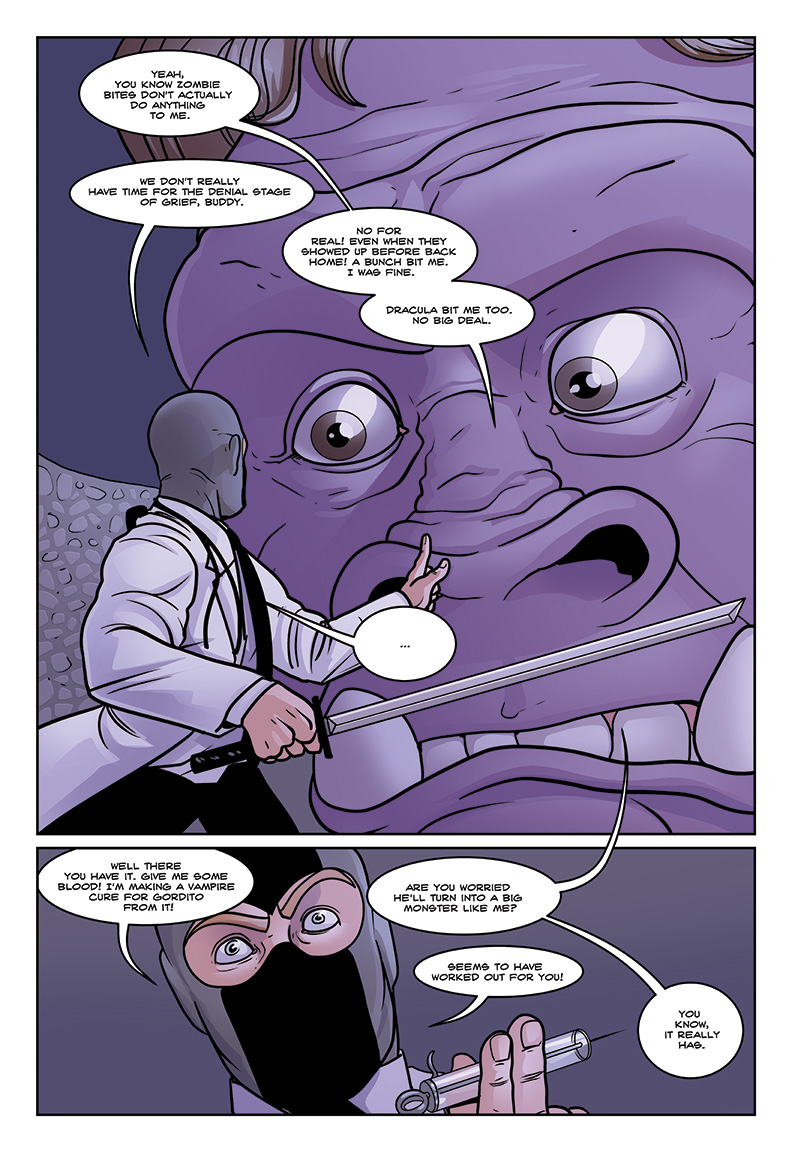 YEAH,
YOU KNOW ZOMBIE
BITES DON'T ACTUALLY
DO ANYTHING
TO ME.
WE DON'T REALLY
HAVE TIME FOR THE DENIAL STAGE
OF GRIEF, BUDDY.
NO FOR
REAL! EVEN WHEN THEY
SHOWED UP BEFORE BACK
HOME! A BUNCH BIT ME.
I WAS FINE.
DRACULA BIT ME TOO.
NO BIG DEAL.
...
WELL THERE
YOU HAVE IT. GIVE ME SOME
BLOOD! I'M MAKING A VAMPIRE
CURE FOR GORDITO
FROM IT!
ARE YOU WORRIED
HE'LL TURN INTO A BIG
MONSTER LIKE ME?
SEEMS TO HAVE
WORKED OUT FOR YOU!
YOU
KNOW,
IT REALLY
HAS.